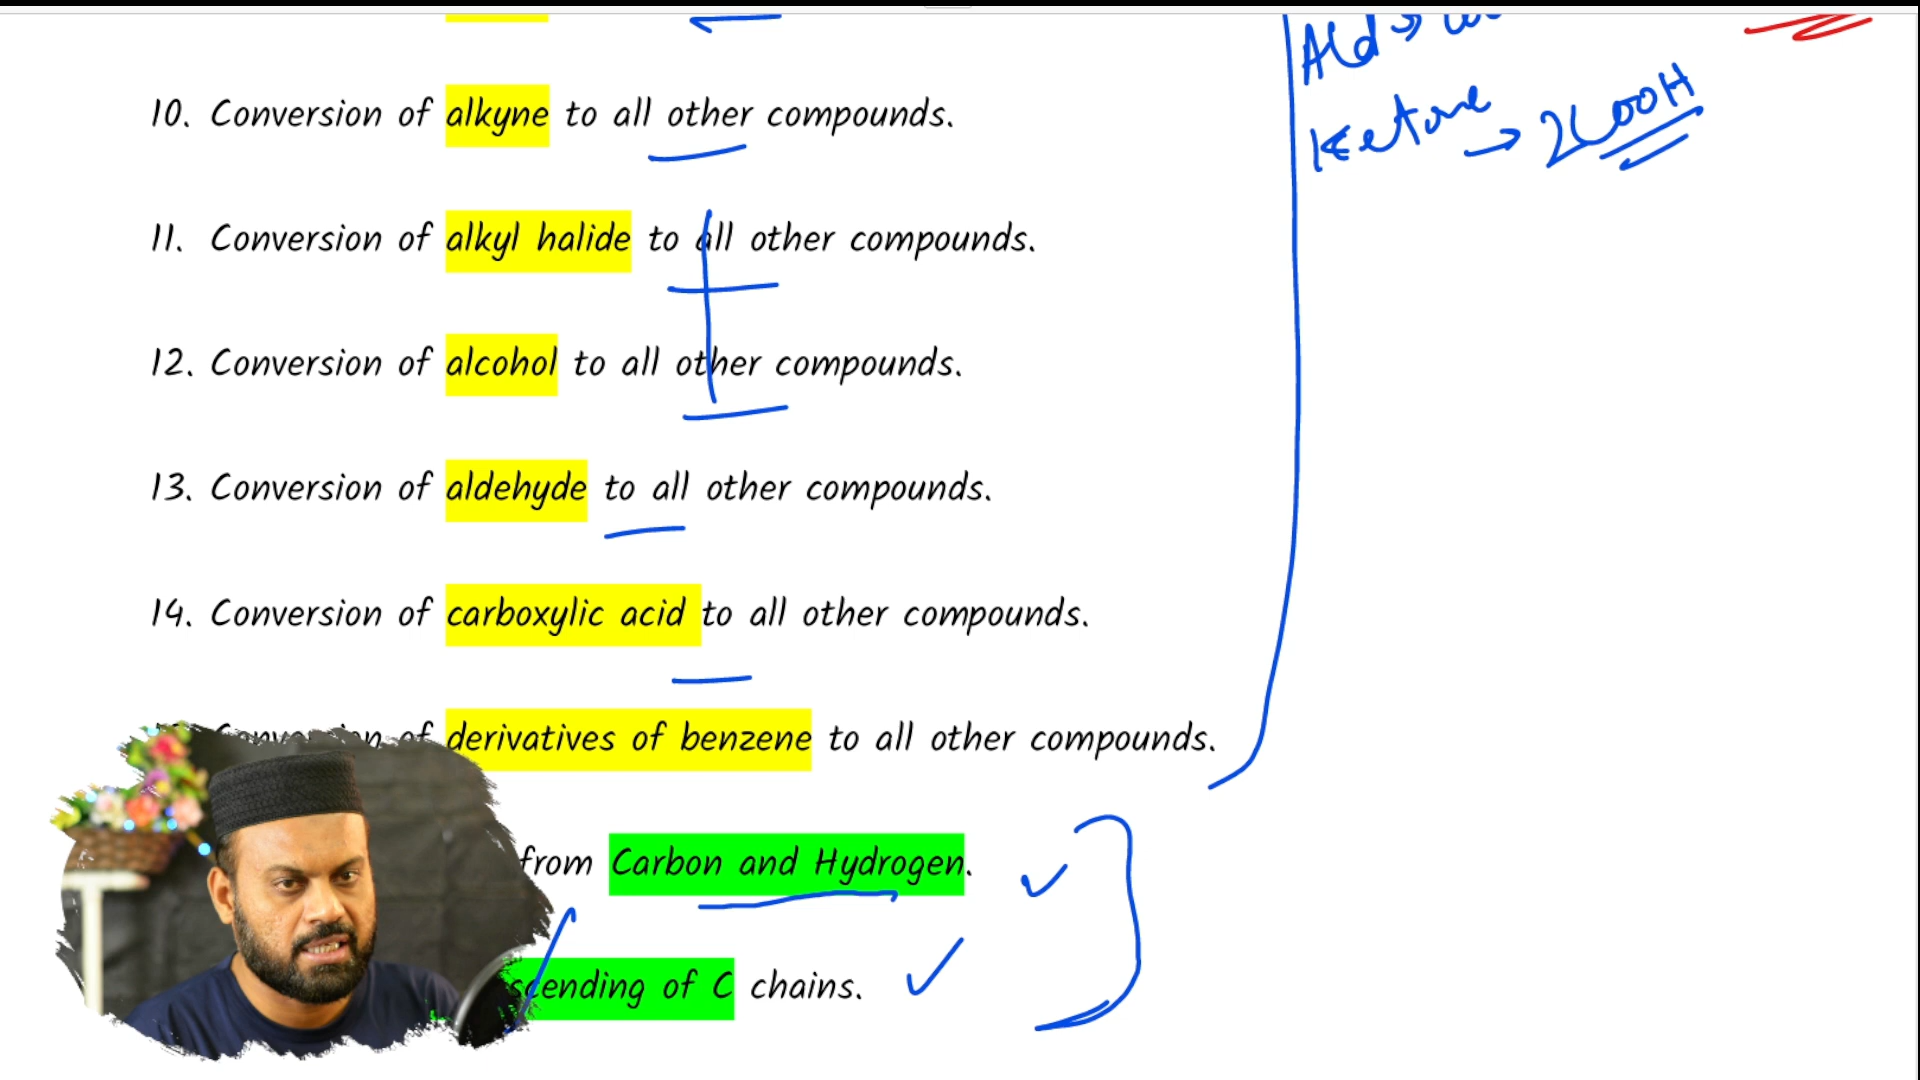 10. Conversion of alkyne to all other compounds.
11. Conversion of alkyl halide to all other compounds.
12. Conversion of alcohol to all other compounds.
13. Conversion of aldehyde to all other compounds.
14. Conversion of carboxylic acid to all other compounds.
of derivatives of benzene to all other compounds.
from Carbon and Hydrogen.
scending of C chains.
Ald →
Ketone → 2COOH